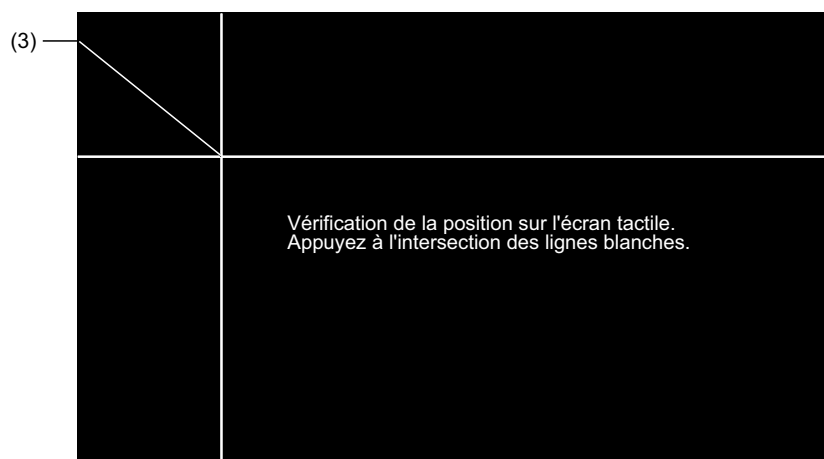 (3)
Vérification de la position sur l'écran tactile.
Appuyez à l'intersection des lignes blanches.